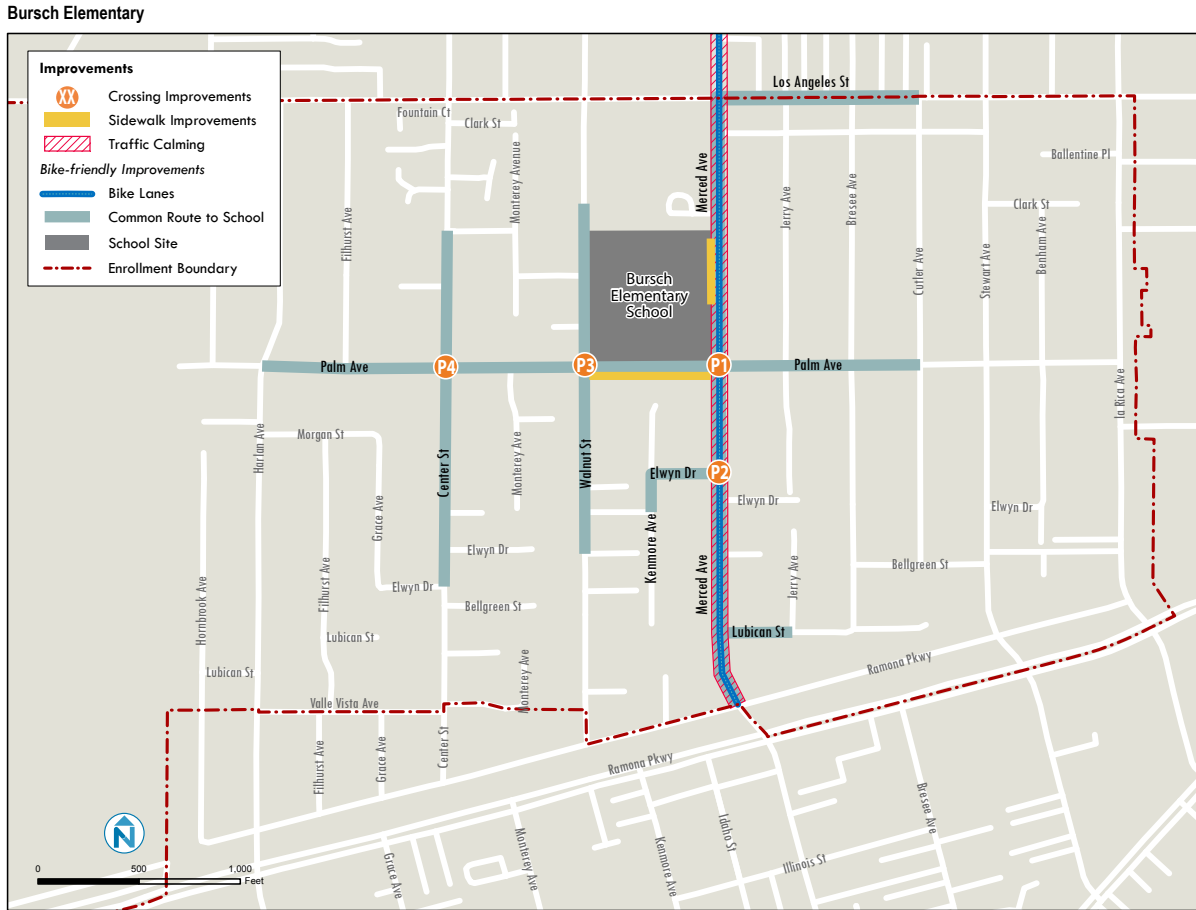 Bursch Elementary
Improvements
XX
Crossing Improvements
Sidewalk Improvements
Traffic Calming
Bike-friendly Improvements
Bike Lanes
Common Route to School
School Site
Enrollment Boundary
Los Angeles St
Fountain Ct
Clark St
Monterey Avenue
Merced Ave
Ballentine Pl
Filhurst Ave
Jerry Ave
Bresee Ave
Clark St
Cutler Ave
Stewart Ave
Benham Ave
Bursch
Elementary
School
Palm Ave
P4
P3
P1
Palm Ave
la Rica Ave
Harlan Ave
Morgan St
Center St
Monterey Ave
Walnut St
Elwyn Dr
P2
Elwyn Dr
Elwyn Dr
Grace Ave
Kenmore Ave
Elwyn Dr
Hornbrook Ave
Filhurst Ave
Elwyn Dr
Merced Ave
Jerry Ave
Bellgreen St
Bellgreen St
Lubican St
Lubican St
Lubican St
Monterey Ave
Ramona Pkwy
Valle Vista Ave
Filhurst Ave
Grace Ave
Center St
Ramona Pkwy
Bresee Ave
N
Idaho St
Monterey Ave
Kenmore Ave
Grace Ave
Illinois St
0 500 1,000
Feet